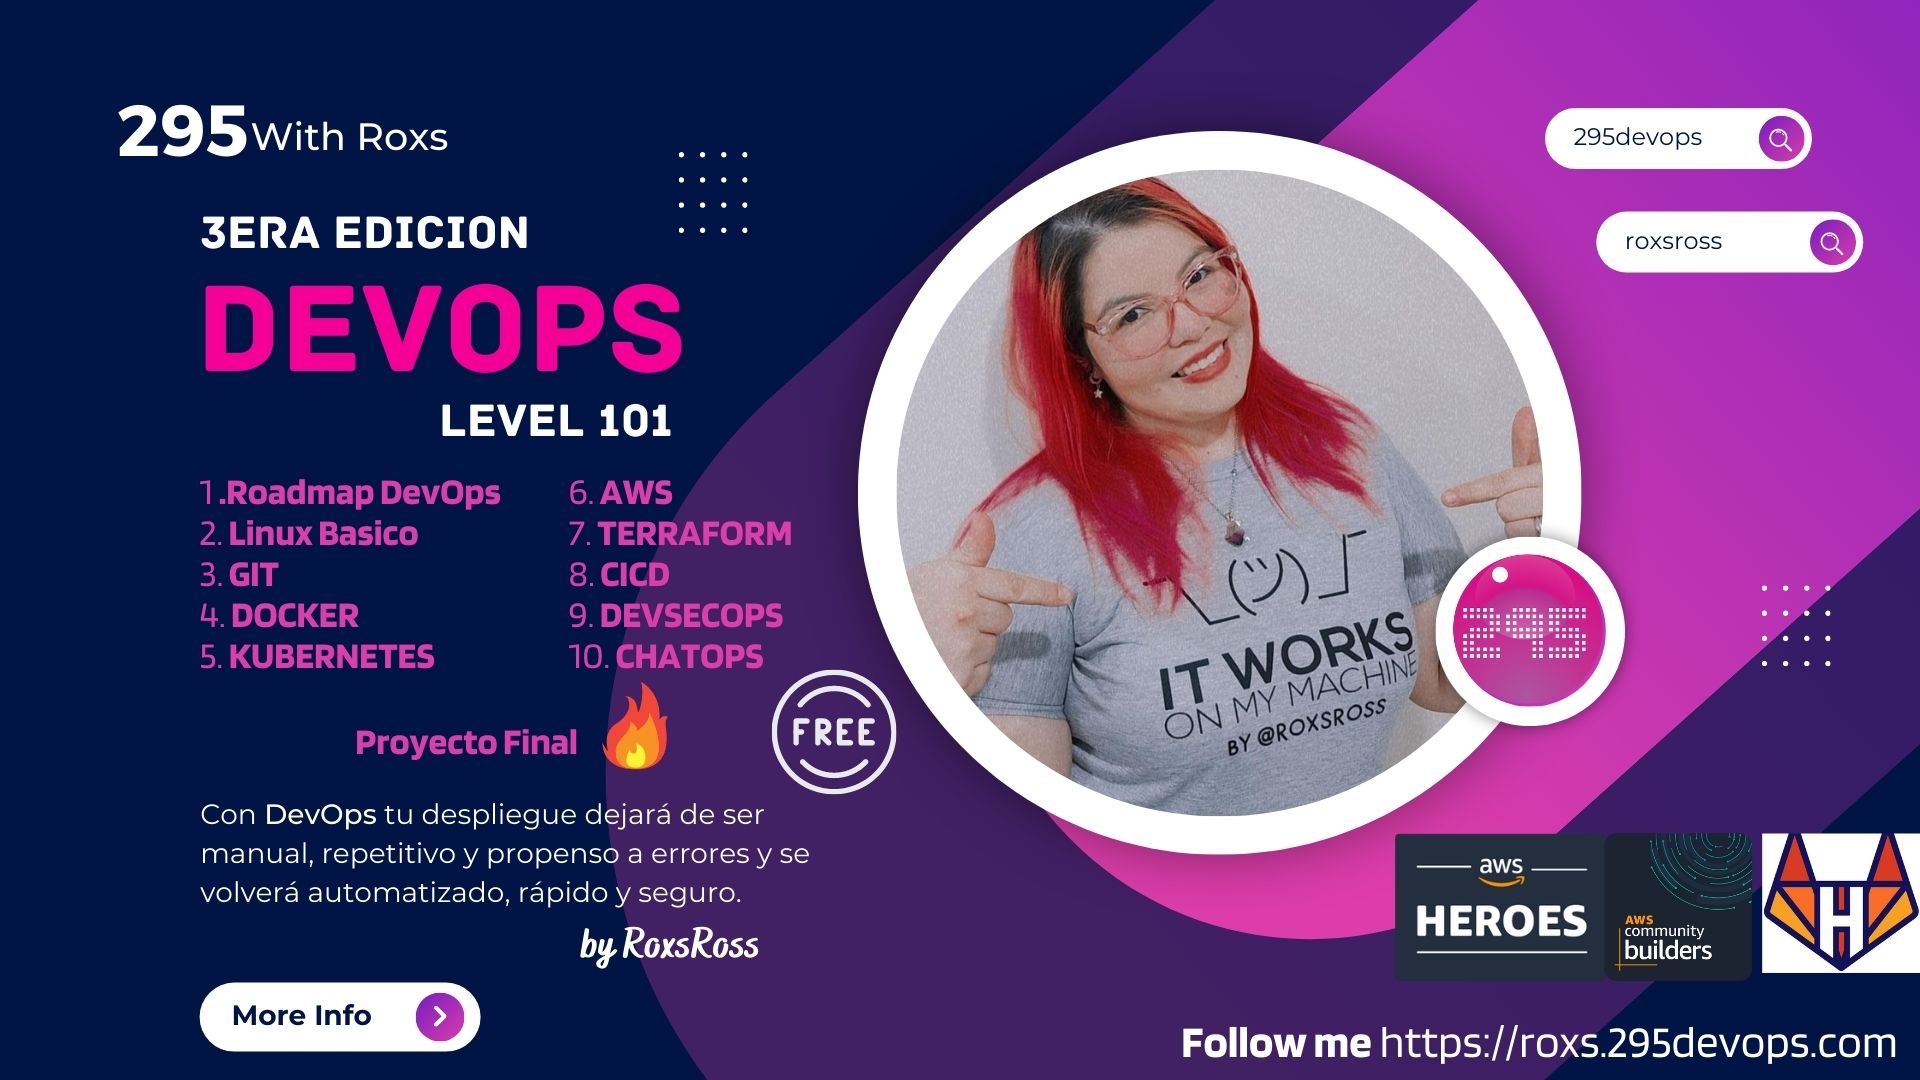 295 With Roxs
3ERA EDICION
DEVOPS
LEVEL 101
1.Roadmap DevOps
2. Linux Basico
3. GIT
4. DOCKER
5. KUBERNETES
6. AWS
7. TERRAFORM
8. CICD
9. DEVSECOPS
10. CHATOPS
Proyecto Final
FREE
Con DevOps tu despliegue dejará de ser
manual, repetitivo y propenso a errores y se
volverá automatizado, rápido y seguro.
by RoxsRoss
More Info
295devops
roxsross
¯\_(ツ)_/¯
IT WORKS
ON MY MACHINE
BY @ROXSROSS
295
aws
HEROES
AWS
community
builders
H
Follow me https://roxs.295devops.com